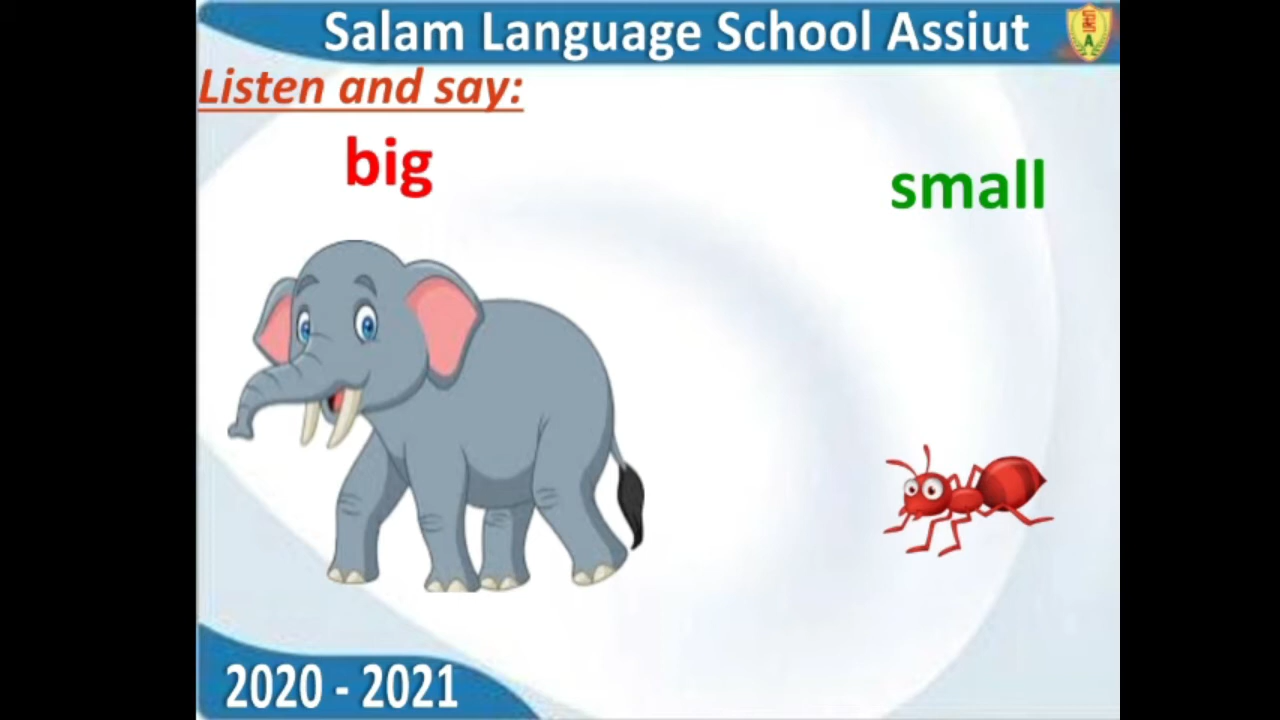 Salam Language School Assiut
Listen and say:
big
small
2020 - 2021